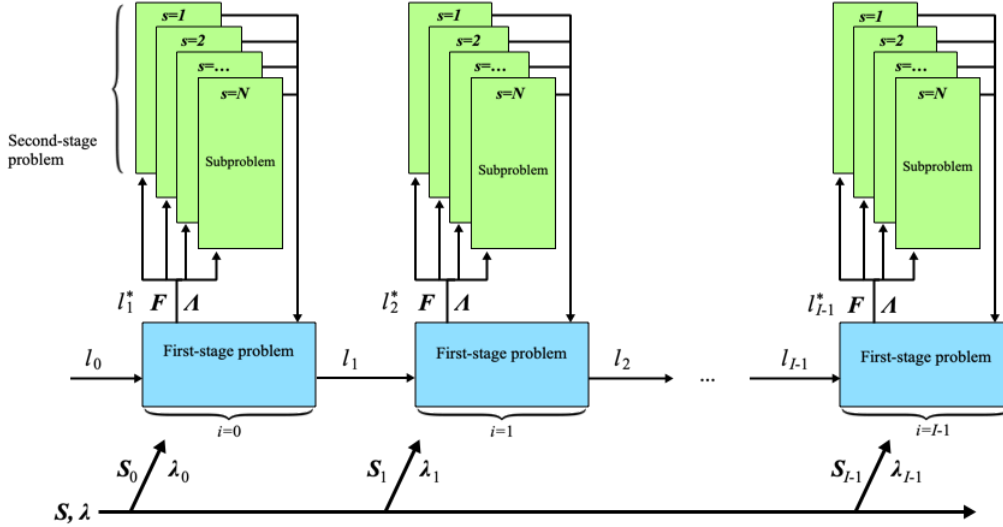 s=1
s=2
s=...
s=N
Subproblem
Second-stage
problem
l₁* F Λ
First-stage problem
l₀
i=0
S₀ λ₀
s=1
s=2
s=...
s=N
Subproblem
l₂* F Λ
First-stage problem
l₁
i=1
S₁ λ₁
l₂
...
s=1
s=2
s=...
s=N
Subproblem
l*I-1 F Λ
First-stage problem
lI-1
i=I-1
SI-1 λI-1
S, λ